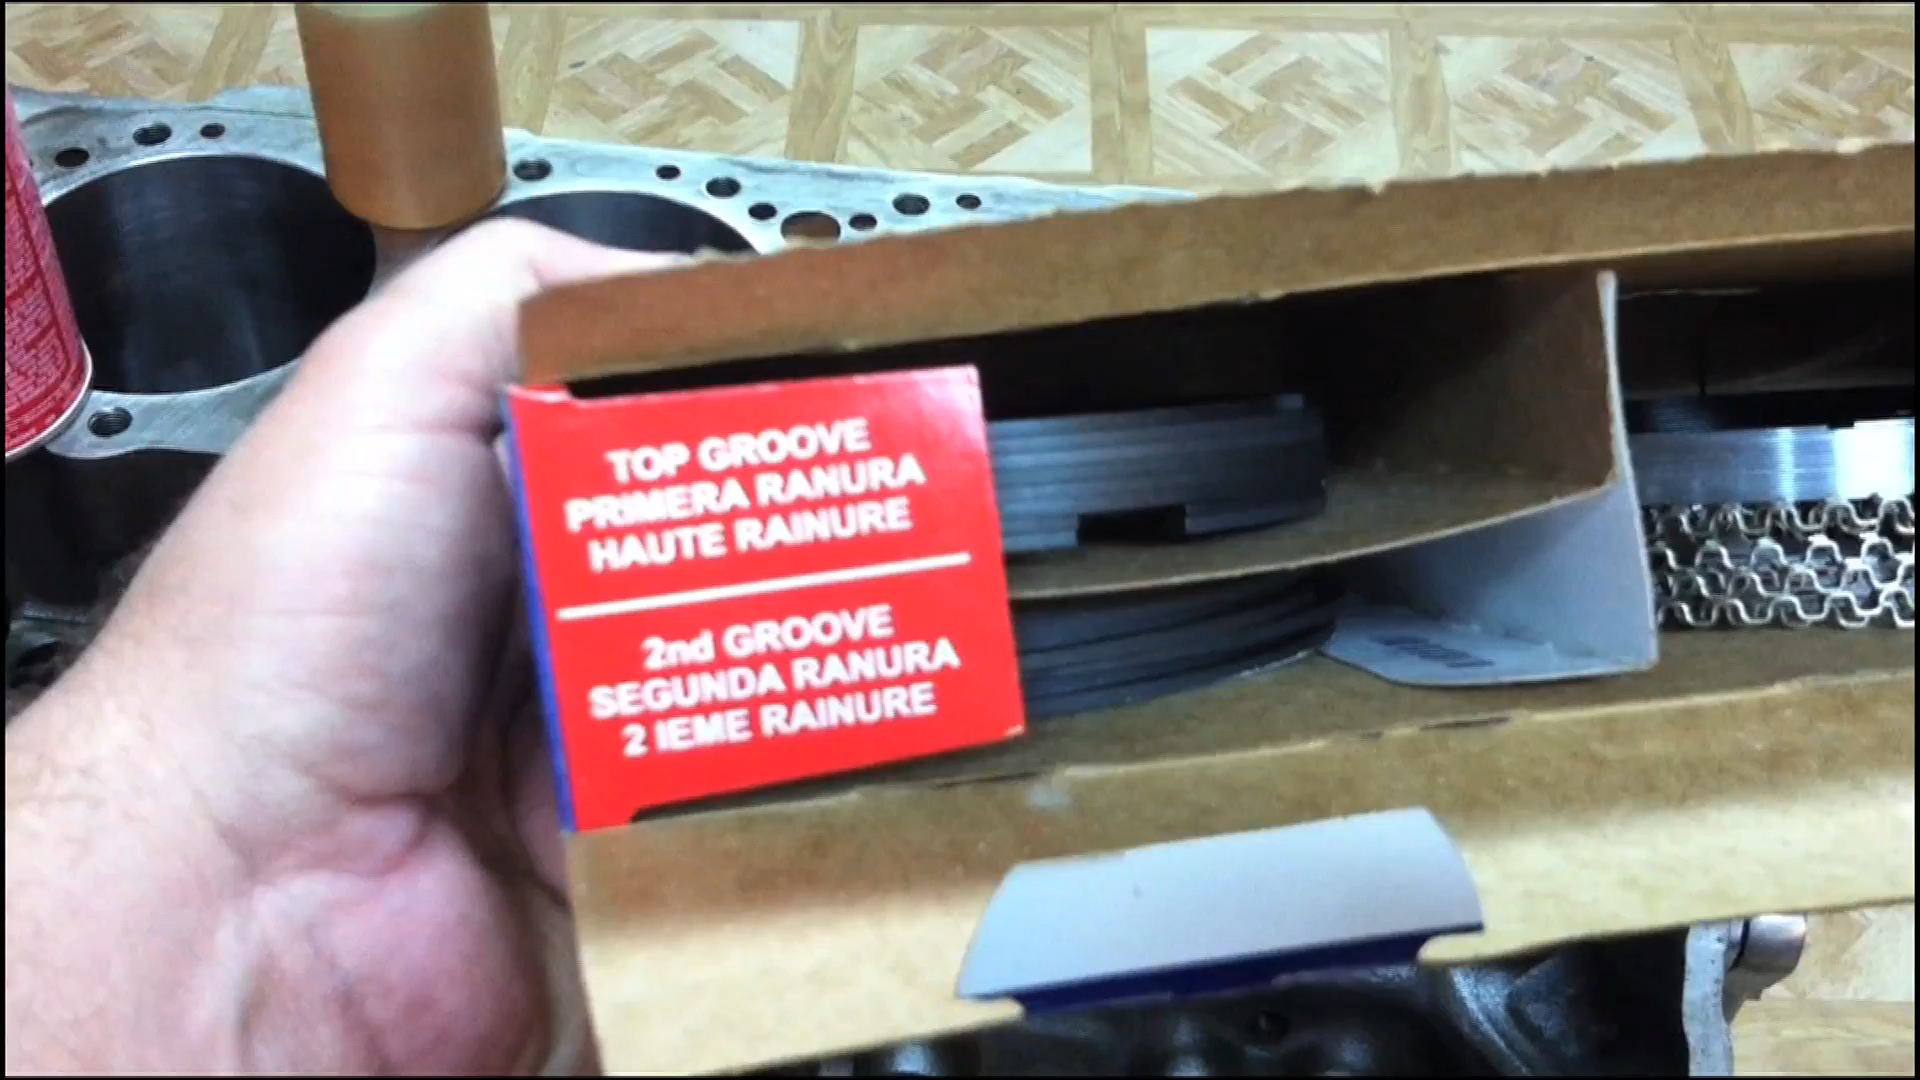 TOP GROOVE
PRIMERA RANURA
HAUTE RAINURE
2nd GROOVE
SEGUNDA RANURA
2 IEME RAINURE